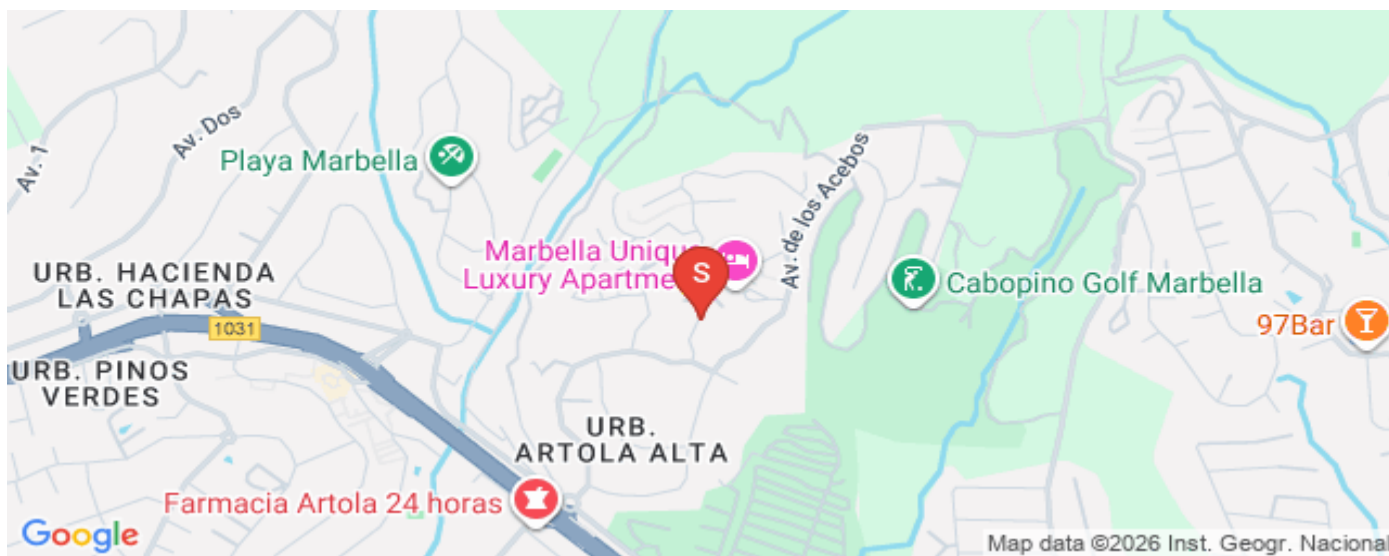 Av. 1
Av. Dos
Playa Marbella
Av. de los Acebos
Marbella Unique
Luxury Apartme
S
URB. HACIENDA
LAS CHAPAS
1031
Cabopino Golf Marbella
97Bar
URB. PINOS
VERDES
URB.
ARTOLA ALTA
Farmacia Artola 24 horas
Google
Map data ©2026 Inst. Geogr. Nacional